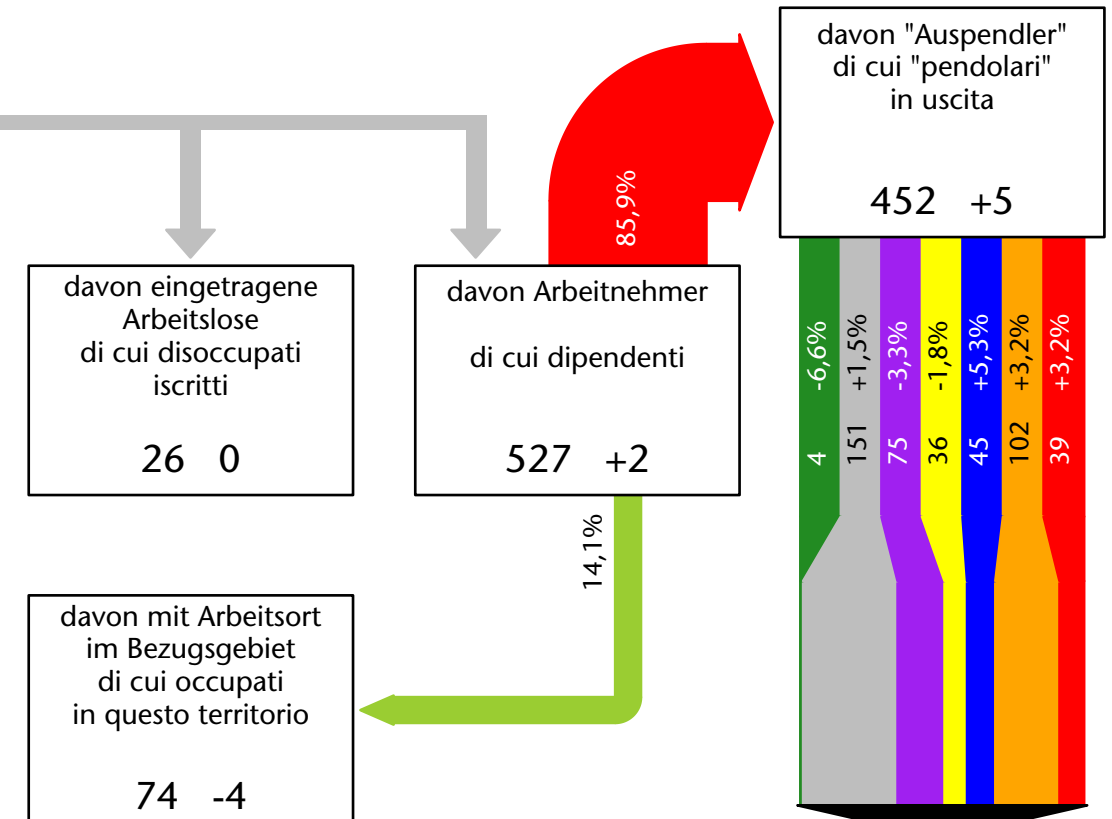 davon "Auspendler"
di cui "pendolari"
in uscita
452 +5
85,9%
davon eingetragene
Arbeitslose
di cui disoccupati
iscritti
26 0
davon Arbeitnehmer
di cui dipendenti
527 +2
4 -6,6%
151 +1,5%
75 -3,3%
36 -1,8%
45 +5,3%
102 +3,2%
39 +3,2%
14,1%
davon mit Arbeitsort
im Bezugsgebiet
di cui occupati
in questo territorio
74 -4